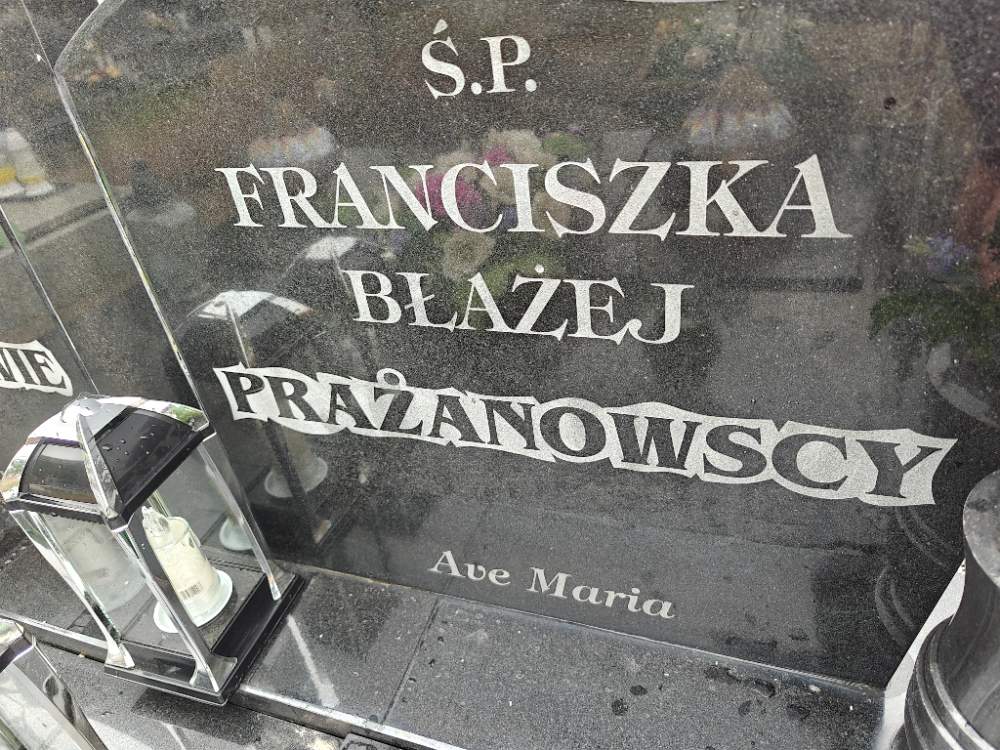 Ś.P.
FRANCISZKA
BŁAŻEJ
PRAŻANOWSCY
Ave Maria